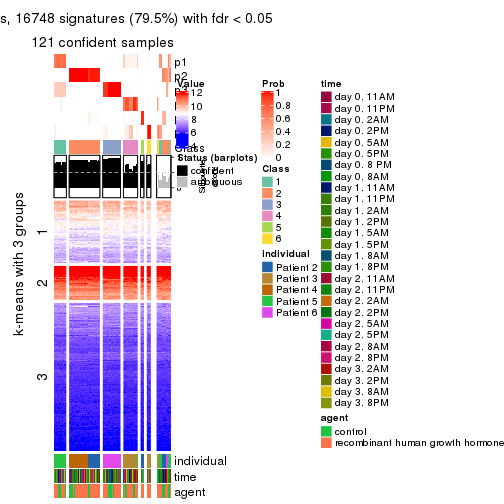 s, 16748 signatures (79.5%) with fdr < 0.05
121 confident samples
p1
p2
Value
12
10
8
6
4
Class
Status (barplots)
confident
ambiguous
Prob
1
0.8
0.6
0.4
0.2
0
Class
1
2
3
4
5
6
individual
Patient 2
Patient 3
Patient 4
Patient 5
Patient 6
time
day 0. 11AM
day 0. 11PM
day 0. 2AM
day 0. 2PM
day 0. 5AM
day 0. 5PM
day 0. 8 PM
day 0. 8AM
day 1. 11AM
day 1. 11PM
day 1. 2AM
day 1. 2PM
day 1. 5AM
day 1. 5PM
day 1. 8AM
day 1. 8PM
day 2. 11AM
day 2. 11PM
day 2. 2AM
day 2. 2PM
day 2. 5AM
day 2. 5PM
day 2. 8AM
day 2. 8PM
day 3. 2AM
day 3. 2PM
day 3. 8AM
day 3. 8PM
agent
control
recombinant human growth hormone
k-means with 3 groups
1
2
3
individual
time
agent